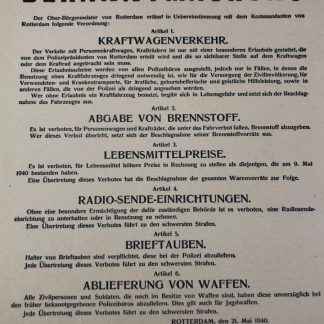 Der Ober-Bürgermeister von Rotterdam erlässt in Uebereinstimmung mit dem Kommandanten von
Rotterdam folgende Verordnung:
Artikel 1.
KRAFTWAGENVERKEHR.
Der Verkehr mit Personenkraftwagen, Krafträdern ist nur mit einer besonderen Erlaubnis gestattet, die
von dem Polizeipräsidenten von Rotterdam erteilt wird und die an sichtbarer Stelle auf dem Kraftwagen
oder dem Kraftrad angebracht sein muss.
Diese Erlaubnisscheine werden von allen Polizeibüros ausgestellt, jedoch nur in Fällen, in denen die
Benutzung eines Kraftfahrzeuges dringend notwendig ist, wie für die Versorgung der Zivilbevölkerung, für
Verwundeten- und Krankentransporte, für ärztliche, geburtshelferische und geistliche Hilfeleistung, sowie in
anderen Fällen, die von der Polizei als dringend anerkannt werden.
Wer ohne Erlaubnis ein Kraftfahrzeug benutzt, begibt sich in Lebensgefahr und setzt sich der Beschlag-
nahme des Fahrzeuges aus.
Artikel 2.
ABGABE VON BRENNSTOFF.
Es ist verboten, für Personenwagen und Krafträder, die unter das Fahrverbot fallen, Brennstoff abzugeben.
Wer dieses Verbot übertritt, setzt sich der Beschlagnahme seiner Brennstoffvorräte aus.
Artikel 3.
LEBENSMITTELPREISE.
Es ist verboten, für Lebensmittel höhere Preise in Rechnung zu stellen als diejenigen, die am 9. Mai
1940 bestanden haben.
Eine Übertretung dieses Verbotes hat die Beschlagnahme der gesamten Warenvorräte zur Folge.
Artikel 4.
RADIO-SENDE-EINRICHTUNGEN.
Ohne eine besondere Ermächtigung der dafür zuständigen Behörde ist es verboten, eine Radiosende-
einrichtung zu unterhalten oder in Benutzung zu nehmen.
Eine Übertretung dieses Verbotes führt zu den schwersten Strafen.
Artikel 5.
BRIEFTAUBEN.
Halter von Brieftauben sind verpflichtet, diese bei der Polizei abzuliefern.
Jede Übertretung dieses Verbotes führt zu den schwersten Strafen.
Artikel 6.
ABLIEFERUNG VON WAFFEN.
Alle Zivilpersonen und Soldaten, die noch im Besitze von Waffen sind, haben diese unverzüglich bei
den früher bekanntgegebenen Polizeibüros abzuliefern. Dies gilt auch für Jagdwaffen.
Jede Übertretung dieses Verbotes führt zu den schwersten Strafen.
ROTTERDAM, den 21. Mai 1940.